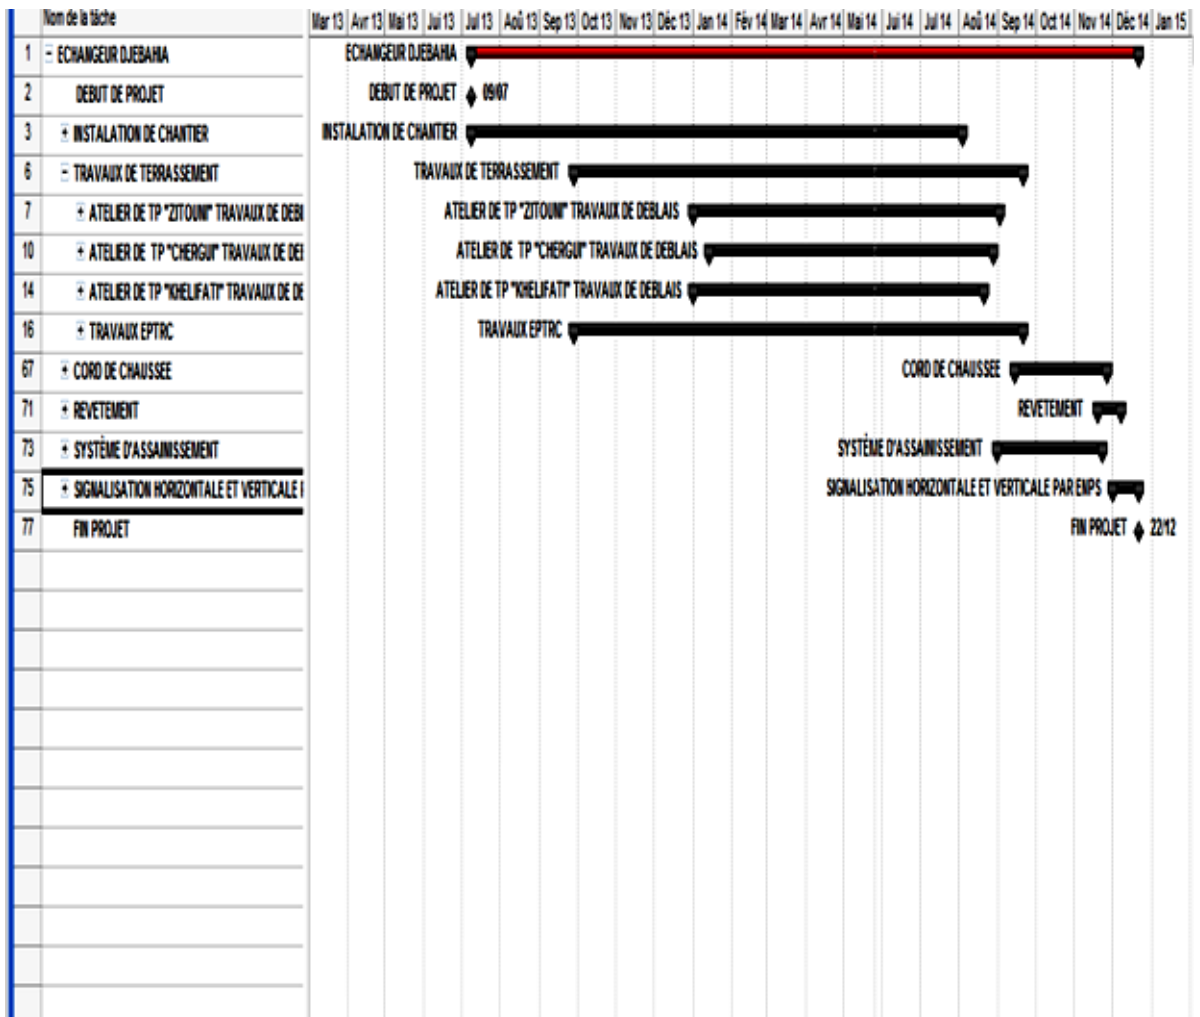 Nom de la tâche
Mar 13 Avr 13 Mai 13 Jui 13 Jul 13 Aoû 13 Sep 13 Oct 13 Nov 13 Déc 13 Jan 14 Fév 14 Mar 14 Avr 14 Mai 14 Jui 14 Jul 14 Aoû 14 Sep 14 Oct 14 Nov 14 Déc 14 Jan 15
1 ECHANGEUR DJEBAHIA ECHANGEUR DJEBAHIA
2 DEBUT DE PROJET DEBUT DE PROJET 09/07
3 INSTALATION DE CHANTIER INSTALATION DE CHANTIER
6 TRAVAUX DE TERRASSEMENT TRAVAUX DE TERRASSEMENT
7 ATELIER DE TP "ZITOUNI" TRAVAUX DE DEBI ATELIER DE TP "ZITOUNI" TRAVAUX DE DEBLAIS
10 ATELIER DE TP "CHERGUI" TRAVAUX DE DEI ATELIER DE TP "CHERGUI" TRAVAUX DE DEBLAIS
14 ATELIER DE TP "KHELIFATI" TRAVAUX DE DE ATELIER DE TP "KHELIFATI" TRAVAUX DE DEBLAIS
16 TRAVAUX EPTRC TRAVAUX EPTRC
67 CORD DE CHAUSSEE CORD DE CHAUSSEE
71 REVETEMENT REVETEMENT
73 SYSTÈME D'ASSAINISSEMENT SYSTÈME D'ASSAINISSEMENT
75 SIGNALISATION HORIZONTALE ET VERTICALE SIGNALISATION HORIZONTALE ET VERTICALE PAR ENPS
77 FIN PROJET FIN PROJET 22/12